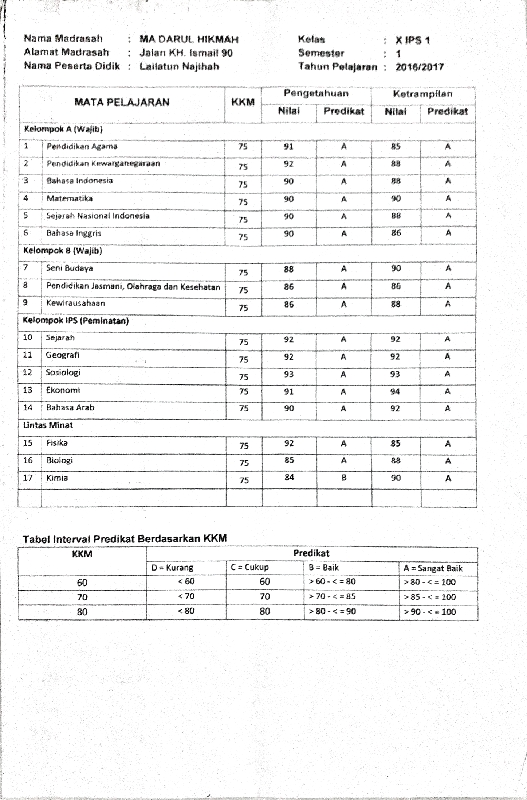 Nama Madrasah : MA DARUL HIKMAH Kelas : X IPS 1
Alamat Madrasah : Jalan KH. Ismail 90 Semester : 1
Nama Peserta Didik : Lailatun Najihah Tahun Pelajaran : 2016/2017
MATA PELAJARAN KKM Pengetahuan Ketrampilan
Nilai Predikat Nilai Predikat
Kelompok A (Wajib)
1 Pendidikan Agama 75 91 A 85 A
2 Pendidikan Kewarganegaraan 75 92 A 88 A
3 Bahasa Indonesia 75 90 A 88 A
4 Matematika 75 90 A 90 A
5 Sejarah Nasional Indonesia 75 90 A 88 A
6 Bahasa Inggris 75 90 A 86 A
Kelompok B (Wajib)
7 Seni Budaya 75 88 A 90 A
8 Pendidikan Jasmani, Olahraga dan Kesehatan 75 86 A 86 A
9 Kewirausahaan 75 86 A 88 A
Kelompok IPS (Peminatan)
10 Sejarah 75 92 A 92 A
11 Geografi 75 92 A 92 A
12 Sosiologi 75 93 A 93 A
13 Ekonomi 75 91 A 94 A
14 Bahasa Arab 75 90 A 92 A
Lintas Minat
15 Fisika 75 92 A 85 A
16 Biologi 75 85 A 88 A
17 Kimia 75 84 B 90 A
Tabel Interval Predikat Berdasarkan KKM
KKM Predikat
D = Kurang C = Cukup B = Baik A = Sangat Baik
60 < 60 60 > 60 - < = 80 > 80 - < = 100
70 < 70 70 > 70 - < = 85 > 85 - < = 100
80 < 80 80 > 80 - < = 90 > 90 - < = 100